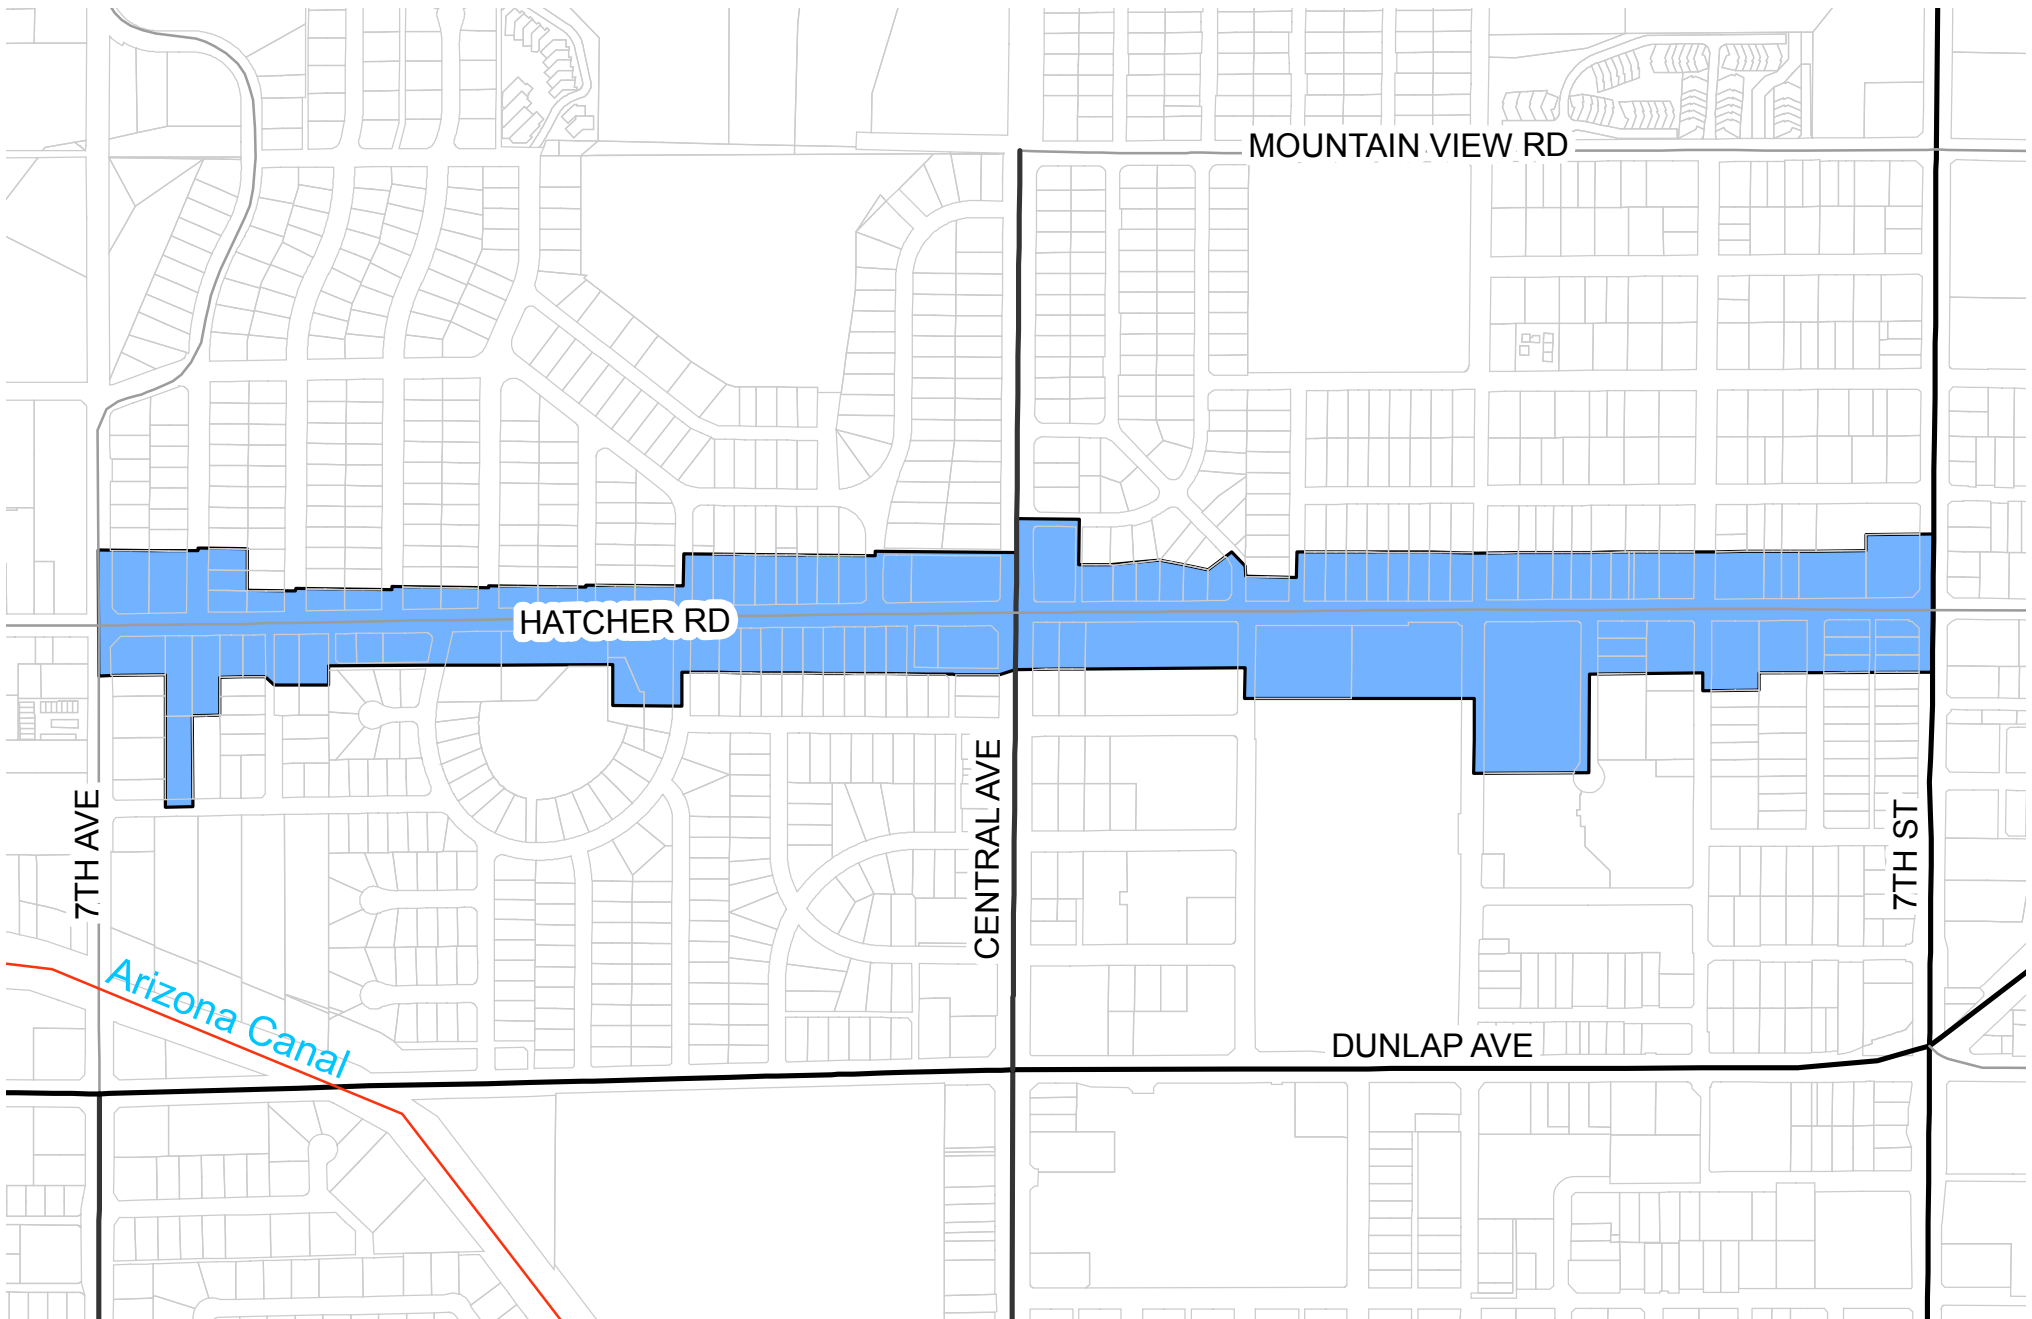 MOUNTAIN VIEW RD
HATCHER RD
7TH AVE
CENTRAL AVE
7TH ST
Arizona Canal
DUNLAP AVE